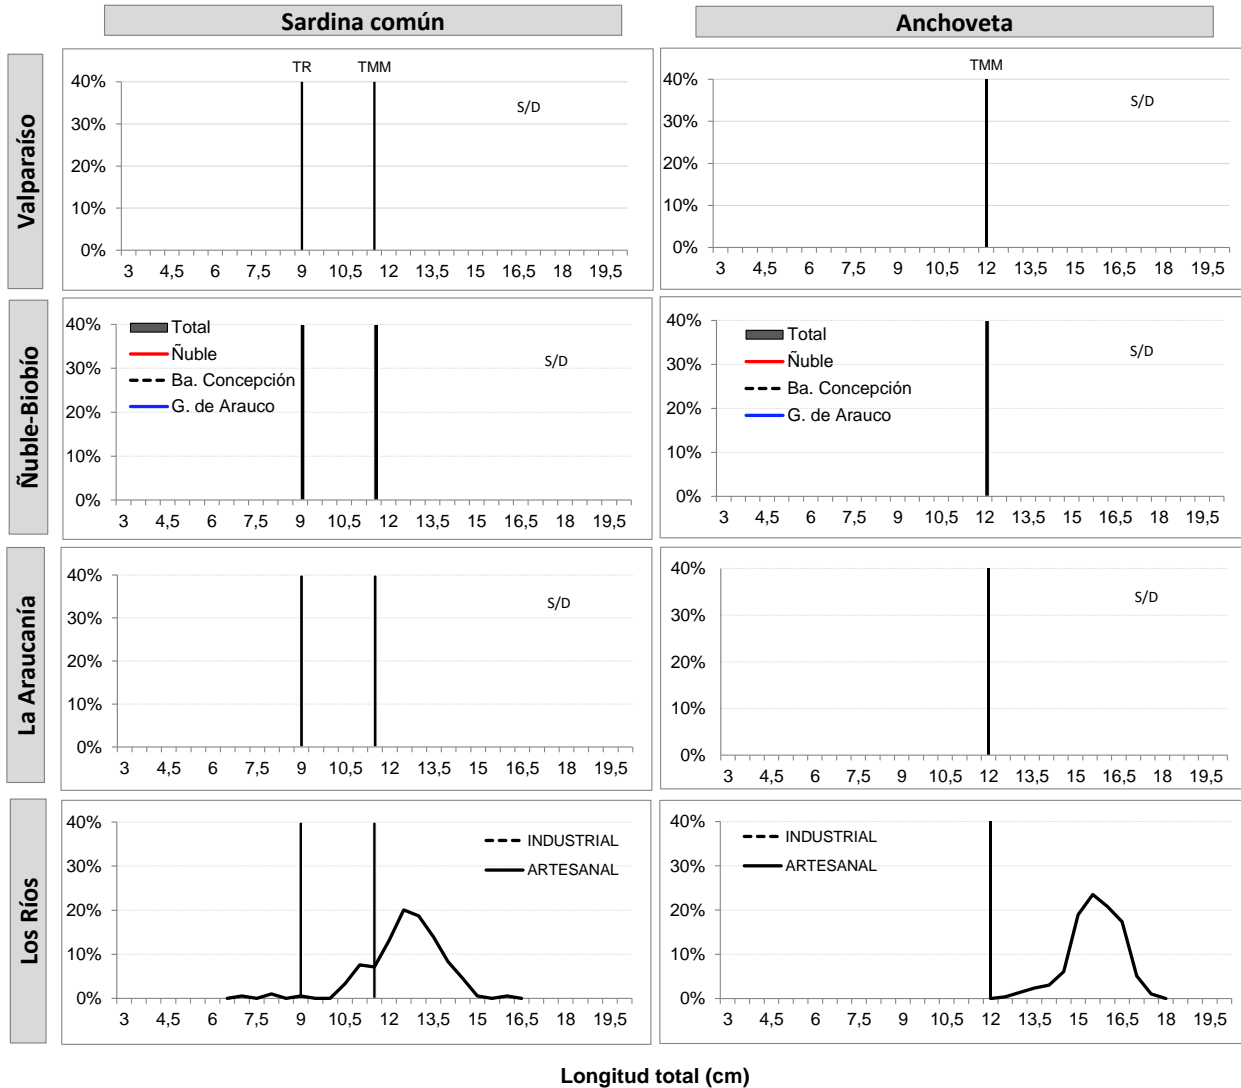 Sardina común
Anchoveta
Valparaíso
TR TMM
S/D
40%
30%
20%
10%
0%
3 4,5 6 7,5 9 10,5 12 13,5 15 16,5 18 19,5
TMM
S/D
40%
30%
20%
10%
0%
3 4,5 6 7,5 9 10,5 12 13,5 15 16,5 18 19,5
Ñuble-Biobío
Total
Ñuble
Ba. Concepción
G. de Arauco
S/D
40%
30%
20%
10%
0%
3 4,5 6 7,5 9 10,5 12 13,5 15 16,5 18 19,5
Total
Ñuble
Ba. Concepción
G. de Arauco
S/D
40%
30%
20%
10%
0%
3 4,5 6 7,5 9 10,5 12 13,5 15 16,5 18 19,5
La Araucanía
S/D
40%
30%
20%
10%
0%
3 4,5 6 7,5 9 10,5 12 13,5 15 16,5 18 19,5
S/D
40%
30%
20%
10%
0%
3 4,5 6 7,5 9 10,5 12 13,5 15 16,5 18 19,5
Los Ríos
INDUSTRIAL
ARTESANAL
40%
30%
20%
10%
0%
3 4,5 6 7,5 9 10,5 12 13,5 15 16,5 18 19,5
INDUSTRIAL
ARTESANAL
40%
30%
20%
10%
0%
3 4,5 6 7,5 9 10,5 12 13,5 15 16,5 18 19,5
Longitud total (cm)